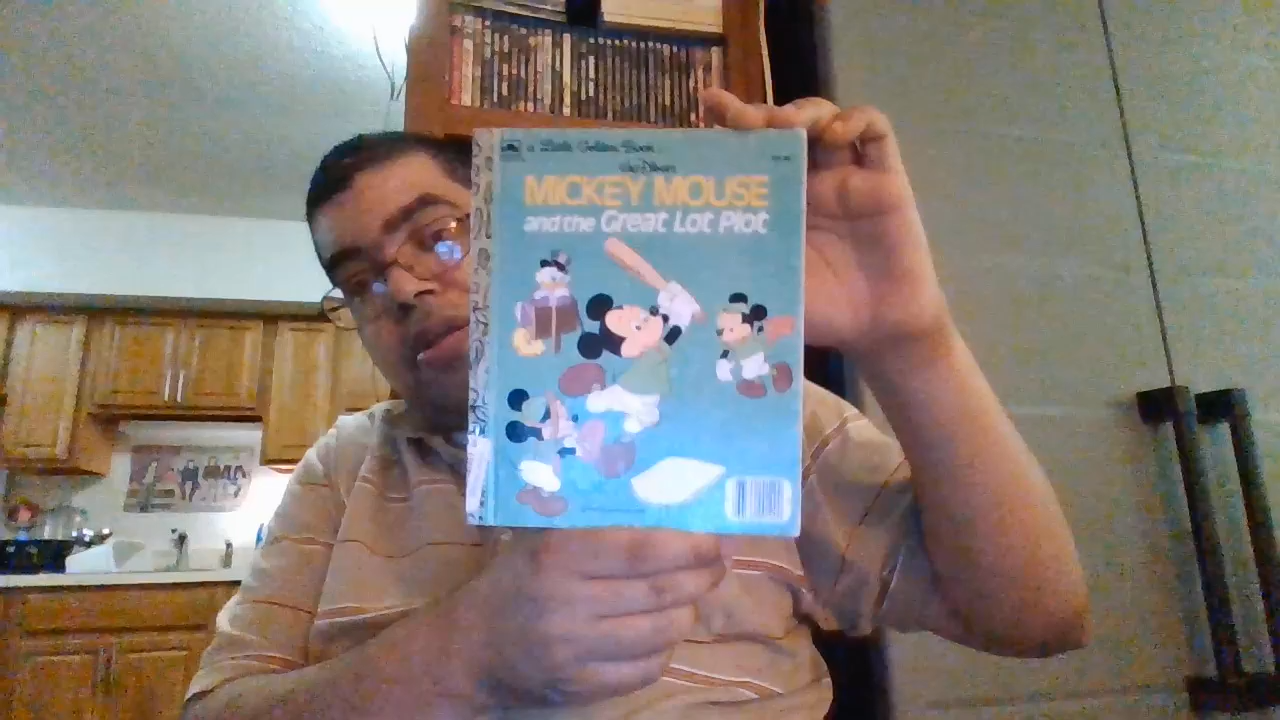 a Little Golden Book
Walt Disney's
MICKEY MOUSE
and the Great Lot Plot